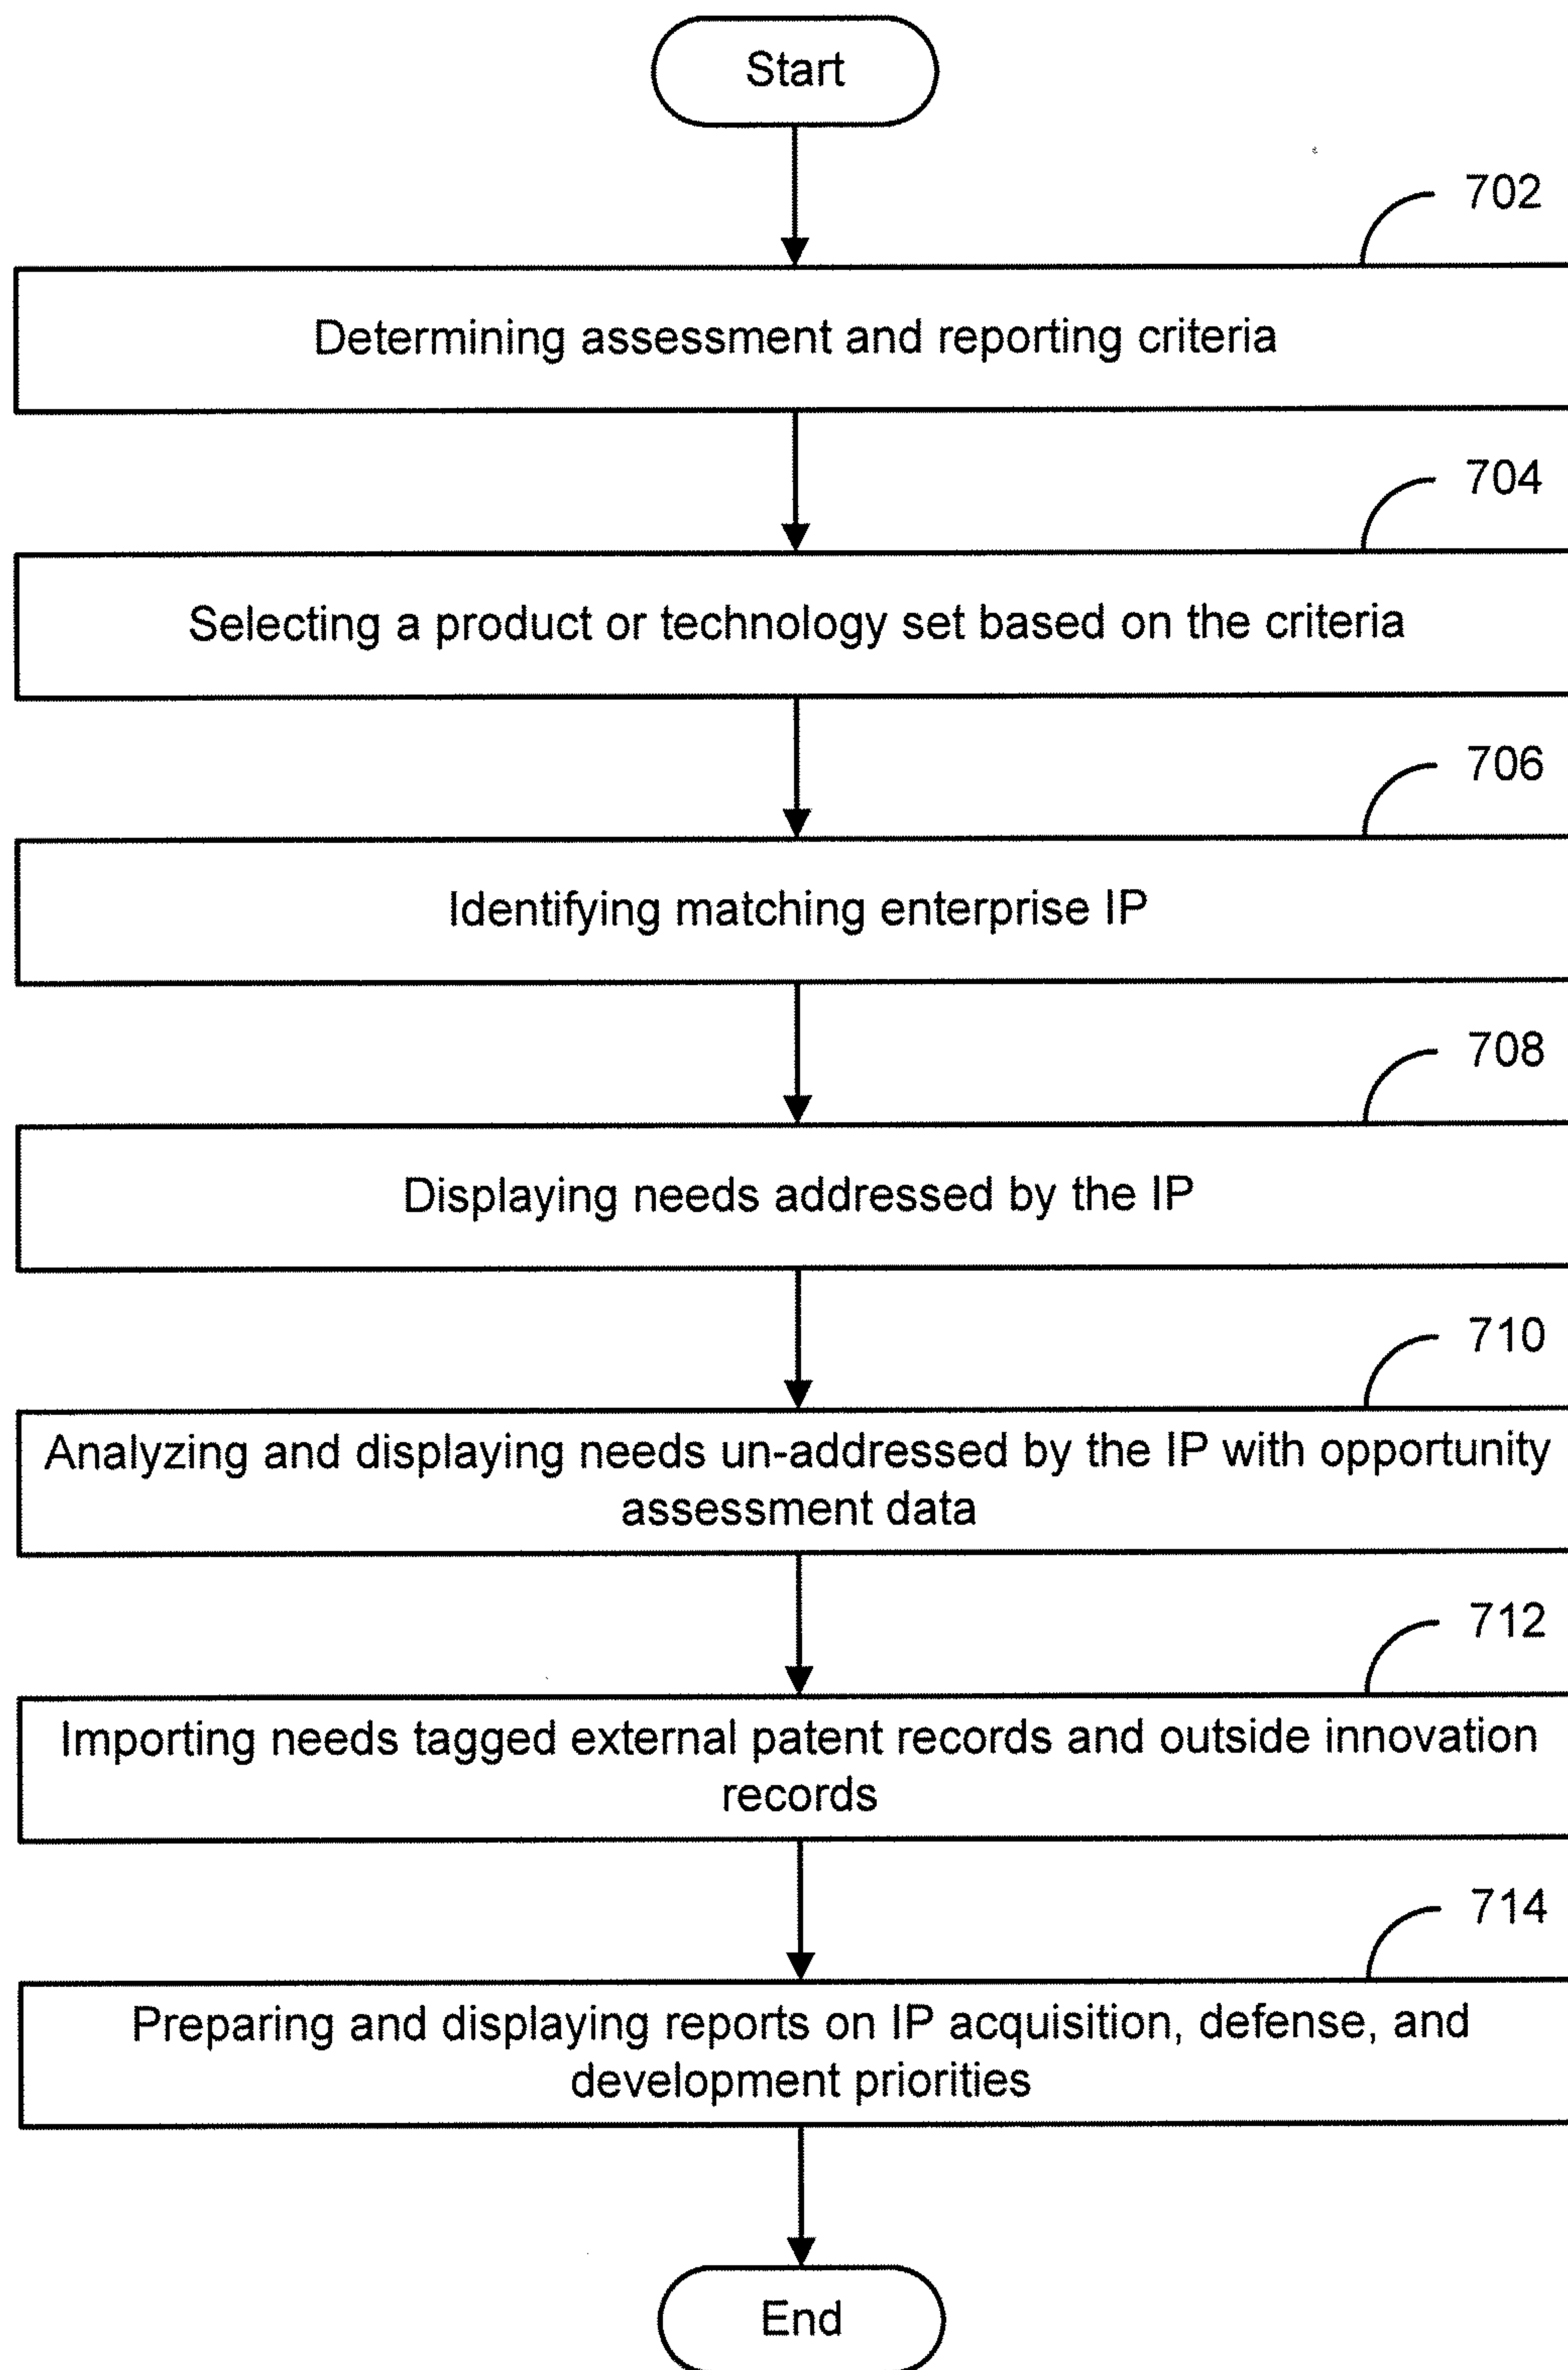 Start
702
Determining assessment and reporting criteria
704
Selecting a product or technology set based on the criteria
706
Identifying matching enterprise IP
708
Displaying needs addressed by the IP
710
Analyzing and displaying needs un-addressed by the IP with opportunity
assessment data
712
Importing needs tagged external patent records and outside innovation
records
714
Preparing and displaying reports on IP acquisition, defense, and
development priorities
End